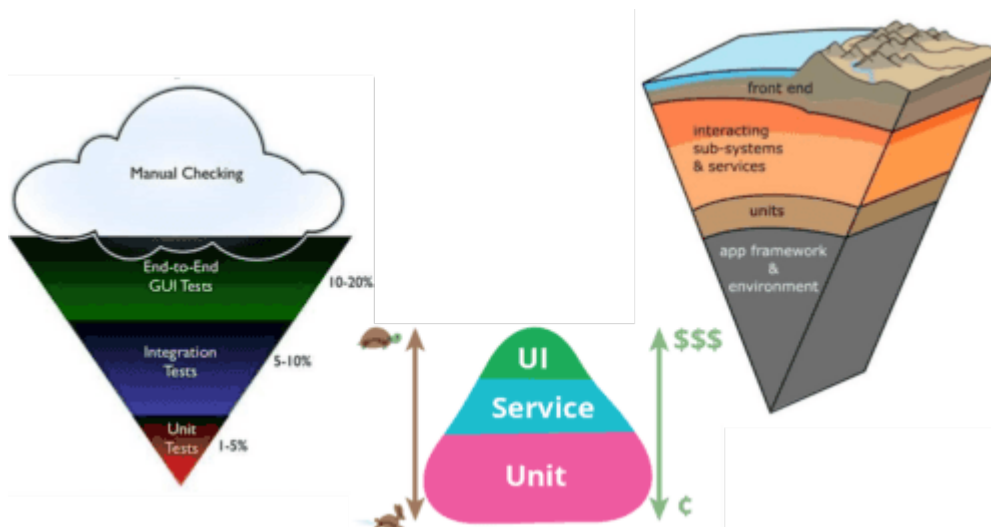 Manual Checking
End-to-End
GUI Tests
10-20%
Integration
Tests
5-10%
Unit
Tests
1-5%
UI
Service
Unit
$$$
¢
front end
interacting
sub-systems
& services
units
app framework
&
environment